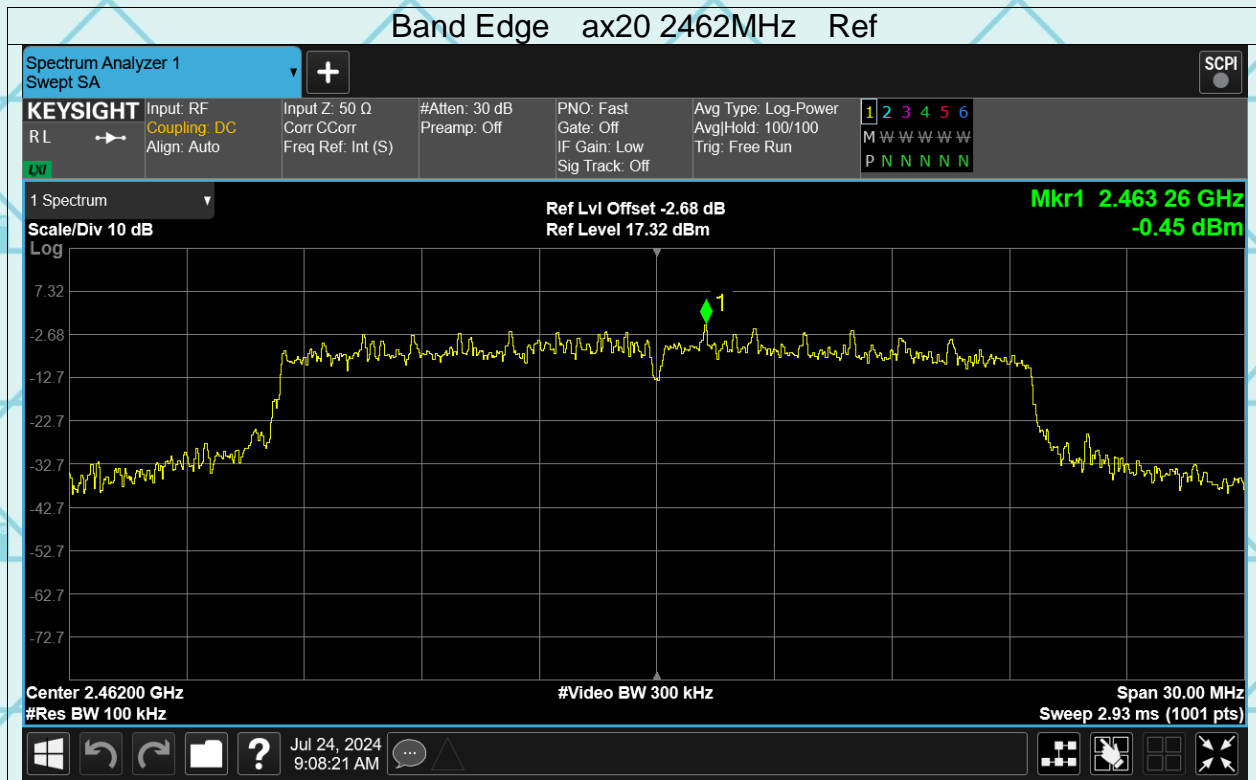 Band Edge ax20 2462MHz Ref
Spectrum Analyzer 1
Swept SA
SCPI
KEYSIGHT
R L
LXI
Input: RF
Coupling: DC
Align: Auto
Input Z: 50 Ω
Corr CCorr
Freq Ref: Int (S)
#Atten: 30 dB
Preamp: Off
PNO: Fast
Gate: Off
IF Gain: Low
Sig Track: Off
Avg Type: Log-Power
Avg|Hold: 100/100
Trig: Free Run
1 2 3 4 5 6
M W W W W W
P N N N N N
1 Spectrum
Scale/Div 10 dB
Log
Ref Lvl Offset -2.68 dB
Ref Level 17.32 dBm
Mkr1 2.463 26 GHz
-0.45 dBm
1
7.32
-2.68
-12.7
-22.7
-32.7
-42.7
-52.7
-62.7
-72.7
Center 2.46200 GHz
#Res BW 100 kHz
#Video BW 300 kHz
Span 30.00 MHz
Sweep 2.93 ms (1001 pts)
?
Jul 24, 2024
9:08:21 AM